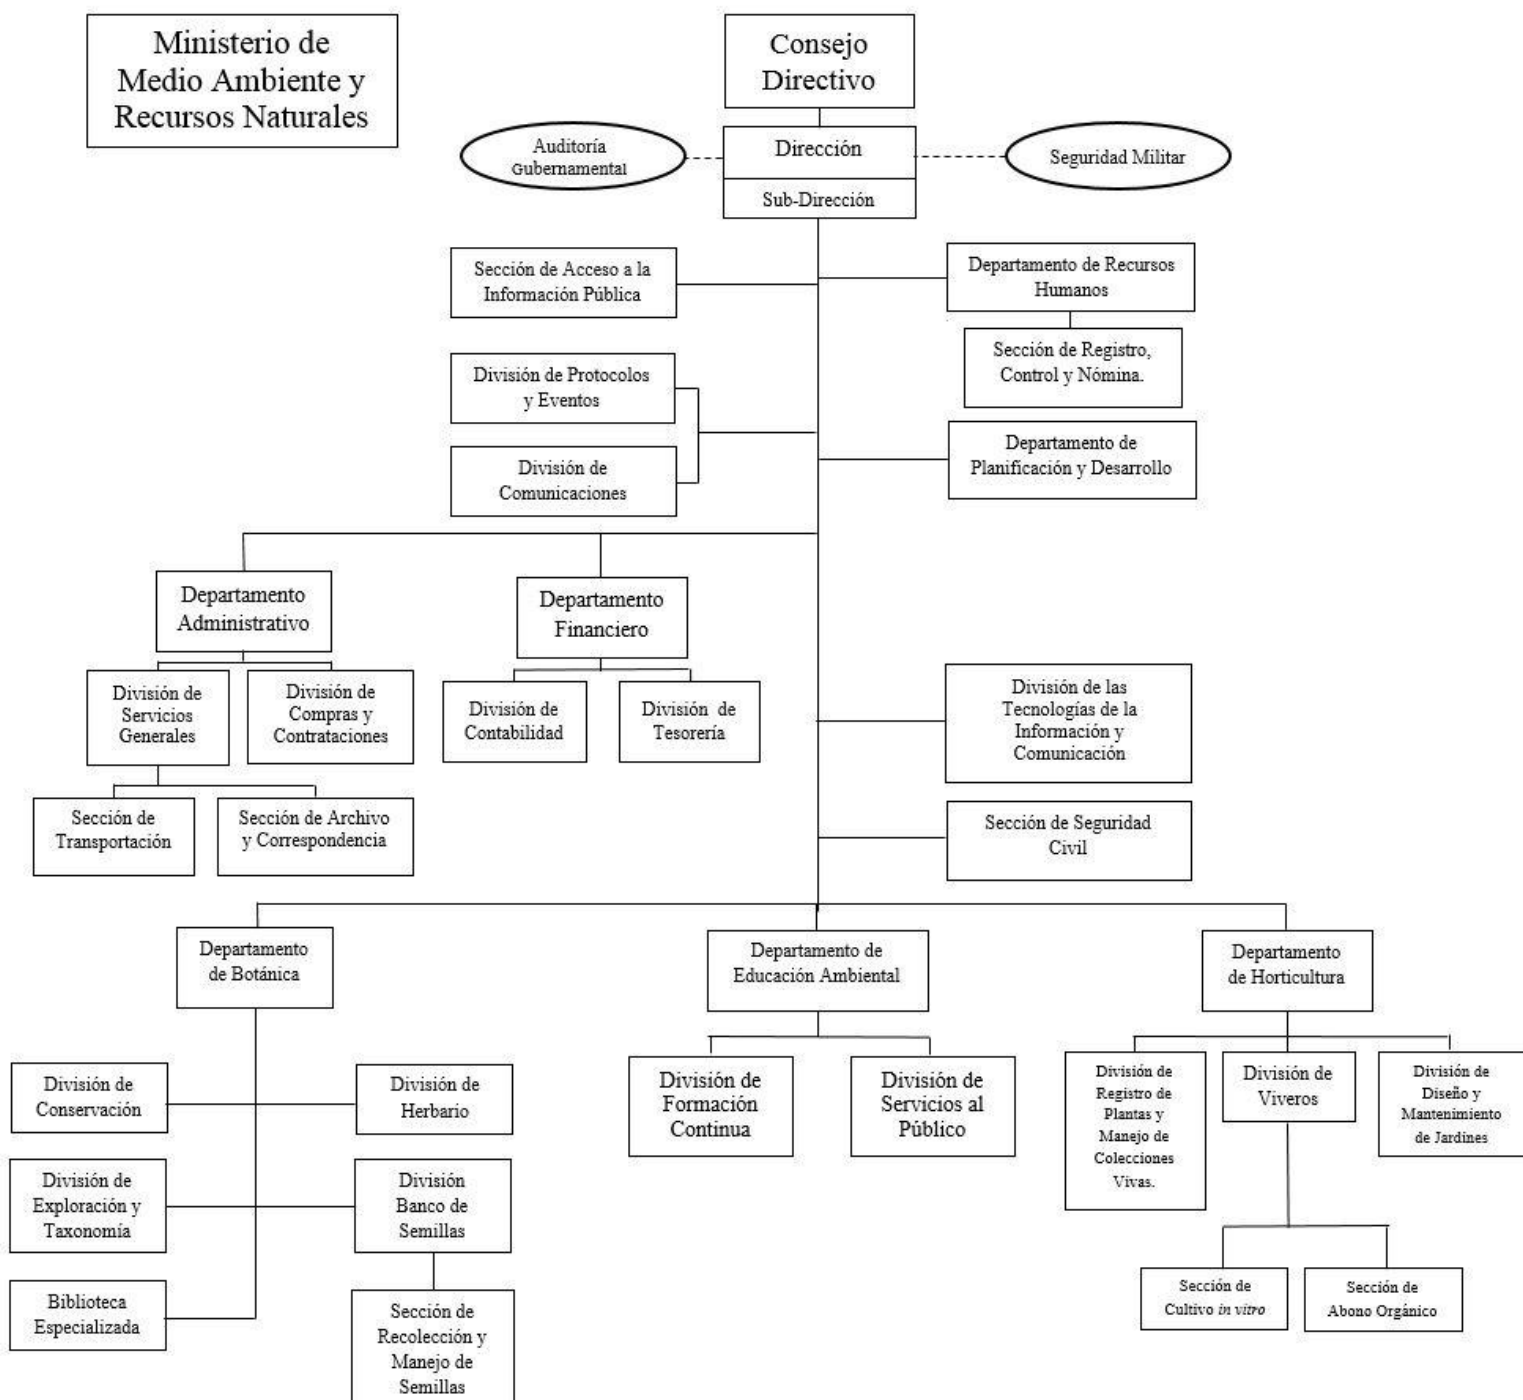 Ministerio de
Medio Ambiente y
Recursos Naturales
Consejo
Directivo
Auditoría
Gubernamental
Dirección
Seguridad Militar
Sub-Dirección
Sección de Acceso a la
Información Pública
Departamento de Recursos
Humanos
Sección de Registro,
Control y Nómina.
División de Protocolos
y Eventos
División de
Comunicaciones
Departamento de
Planificación y Desarrollo
Departamento
Administrativo
Departamento
Financiero
División de
Servicios
Generales
División de
Compras y
Contrataciones
División de
Contabilidad
División de
Tesorería
División de las
Tecnologías de la
Información y
Comunicación
Sección de
Transportación
Sección de Archivo
y Correspondencia
Sección de Seguridad
Civil
Departamento
de Botánica
Departamento de
Educación Ambiental
Departamento
de Horticultura
División de
Conservación
División de
Herbario
División de
Exploración y
Taxonomía
División
Banco de
Semillas
Biblioteca
Especializada
Sección de
Recolección y
Manejo de
Semillas
División de
Formación
Continua
División de
Servicios al
Público
División de
Registro de
Plantas y
Manejo de
Colecciones
Vivas.
División de
Viveros
División de
Diseño y
Mantenimiento
de Jardines
Sección de
Cultivo in vitro
Sección de
Abono Orgánico